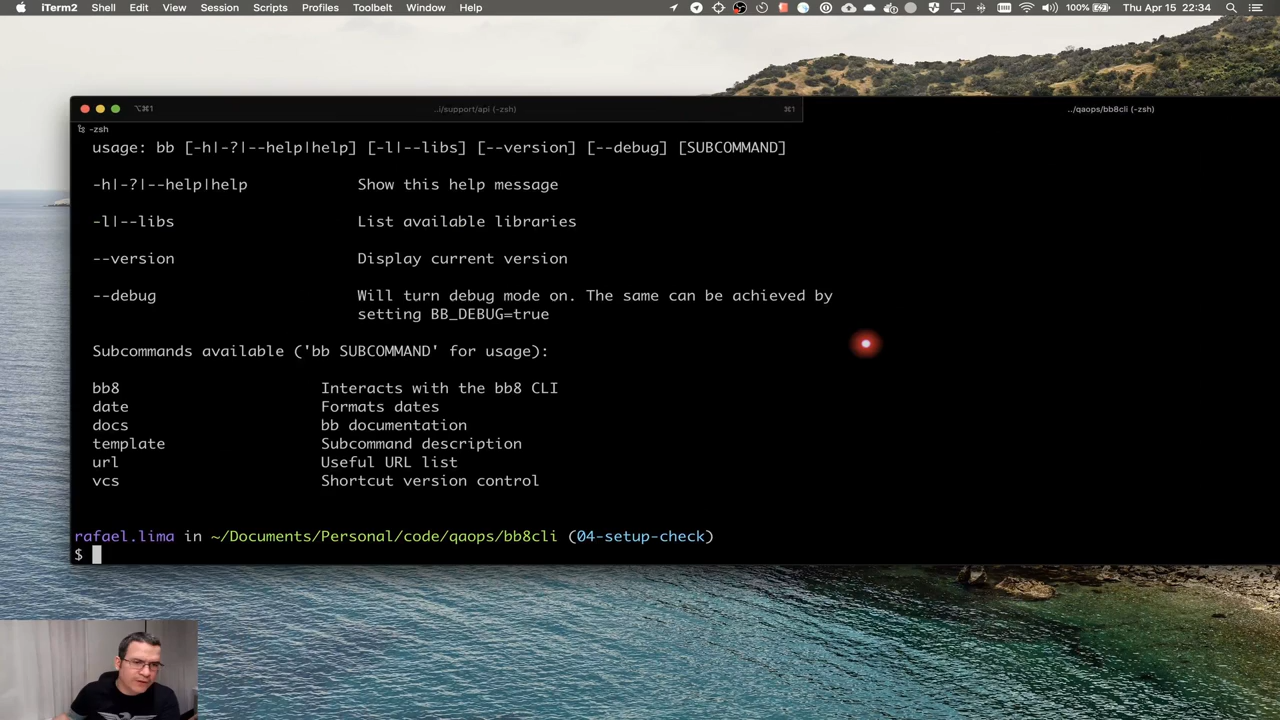 iTerm2 Shell Edit View Session Scripts Profiles Toolbelt Window Help 100% Thu Apr 15 22:34
⌥⌘1 ../support/api (-zsh) ⌘1 ../qaops/bb8cli (-zsh)
-zsh
usage: bb [-h|-?|--help|help] [-l|--libs] [--version] [--debug] [SUBCOMMAND]
-h|-?|--help|help Show this help message
-l|--libs List available libraries
--version Display current version
--debug Will turn debug mode on. The same can be achieved by
setting BB_DEBUG=true
Subcommands available ('bb SUBCOMMAND' for usage):
bb8 Interacts with the bb8 CLI
date Formats dates
docs bb documentation
template Subcommand description
url Useful URL list
vcs Shortcut version control
rafael.lima in ~/Documents/Personal/code/qaops/bb8cli (04-setup-check)
$